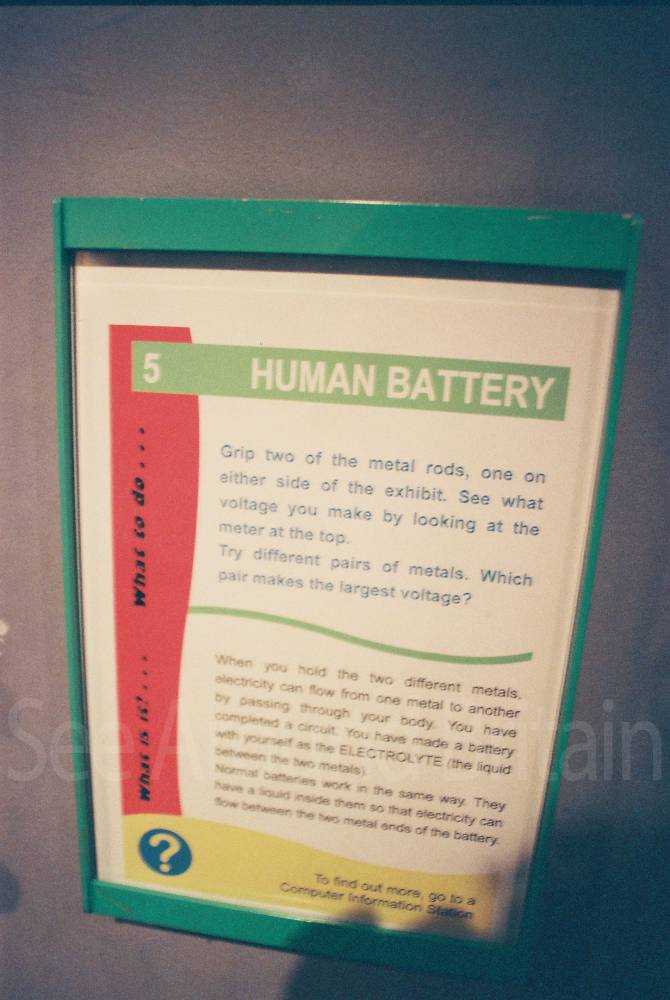 5 HUMAN BATTERY
What to do . . .
Grip two of the metal rods, one on
either side of the exhibit. See what
voltage you make by looking at the
meter at the top.
Try different pairs of metals. Which
pair makes the largest voltage?
What is it? . . .
When you hold the two different metals,
electricity can flow from one metal to another
by passing through your body. You have
completed a circuit. You have made a battery
with yourself as the ELECTROLYTE (the liquid
between the two metals).
Normal batteries work in the same way. They
have a liquid inside them so that electricity can
flow between the two metal ends of the battery.
?
To find out more, go to a
Computer Information Station
See A tain